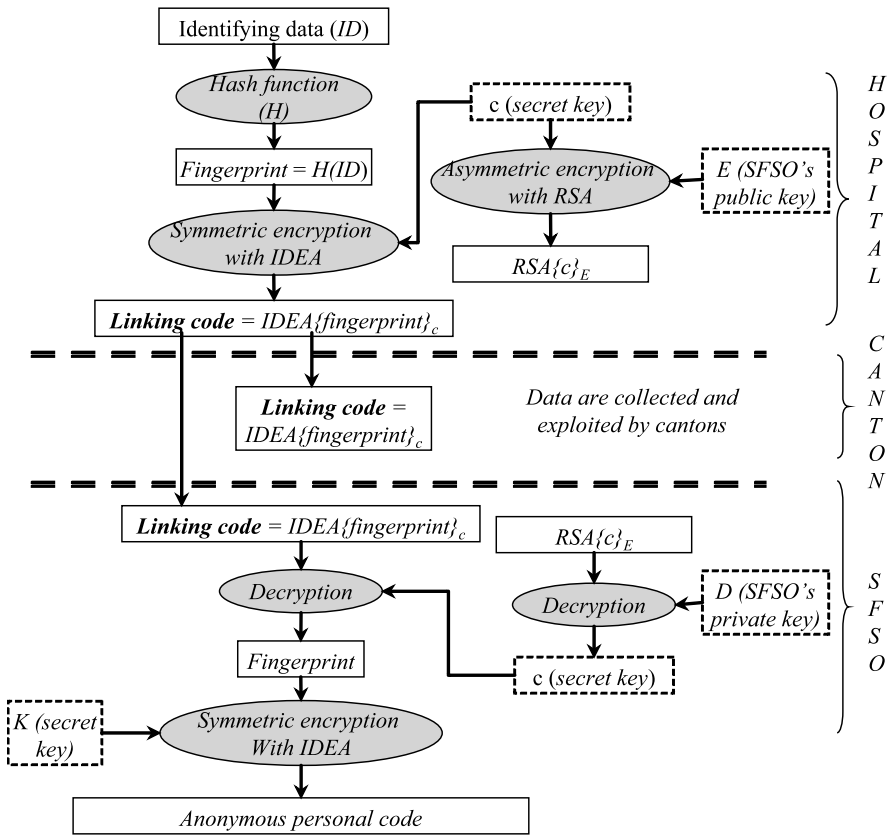 Identifying data (ID)
Hash function
(H)
c (secret key)
Fingerprint = H(ID)
Asymmetric encryption
with RSA
E (SFSO's
public key)
Symmetric encryption
with IDEA
RSA{c}E
Linking code = IDEA{fingerprint}c
H
O
S
P
I
T
A
L
Linking code =
IDEA{fingerprint}c
Data are collected and
exploited by cantons
C
A
N
T
O
N
Linking code = IDEA{fingerprint}c
RSA{c}E
Decryption
Decryption
D (SFSO's
private key)
Fingerprint
c (secret key)
K (secret
key)
Symmetric encryption
With IDEA
Anonymous personal code
S
F
S
O